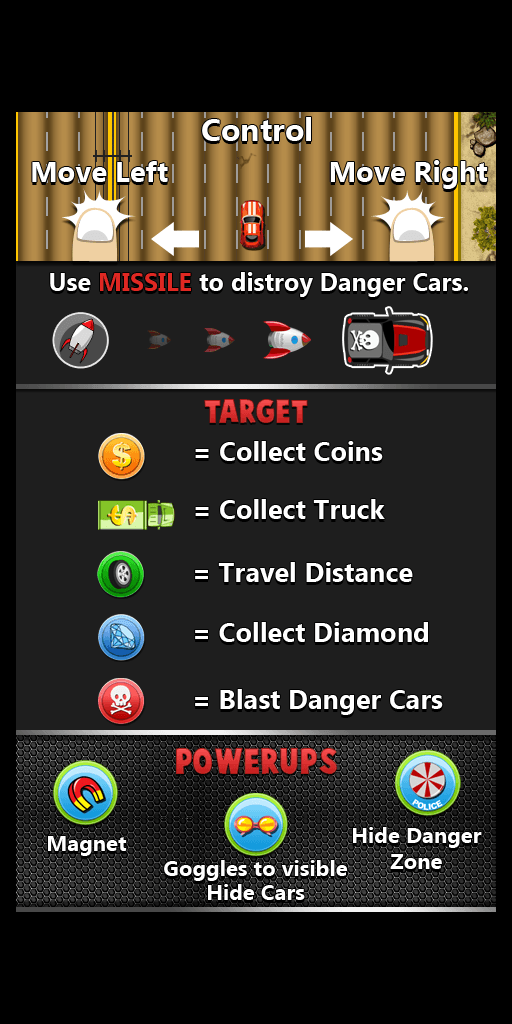 Control
Move Left
Move Right
Use MISSILE to distroy Danger Cars.
TARGET
$
= Collect Coins
$
= Collect Truck
= Travel Distance
= Collect Diamond
= Blast Danger Cars
POWERUPS
Magnet
Goggles to visible
Hide Cars
POLICE
Hide Danger
Zone